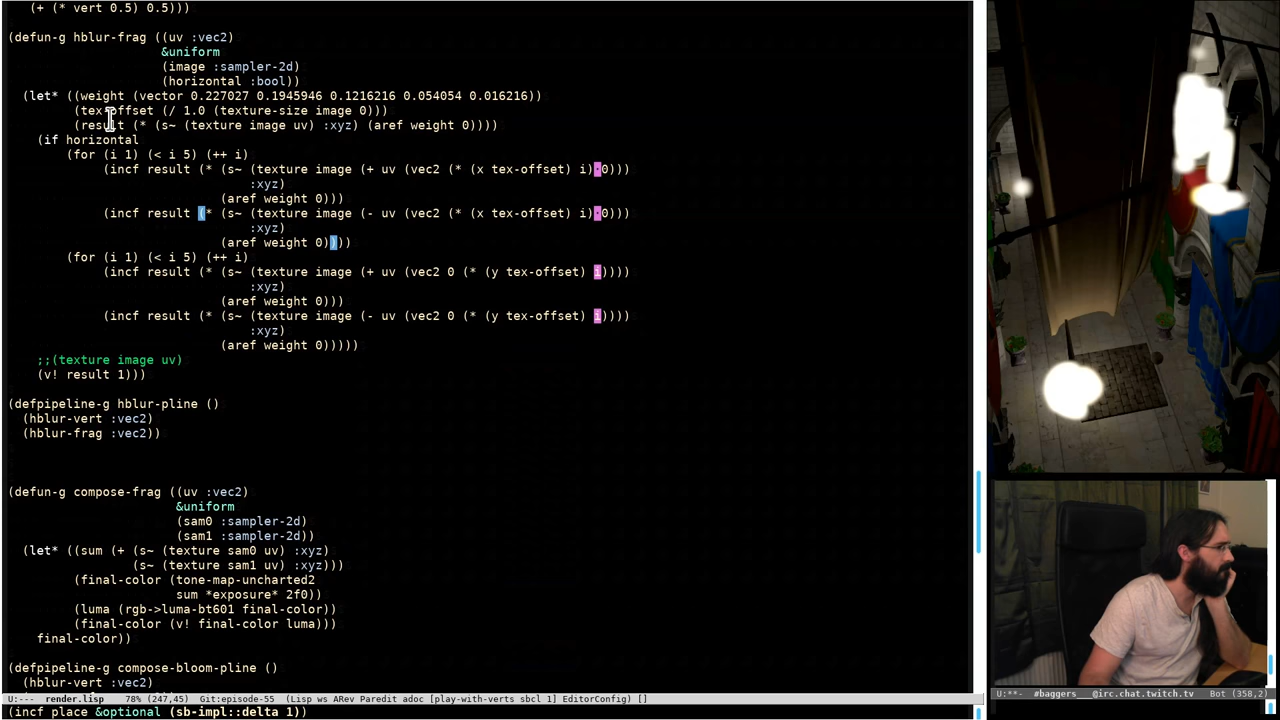 (+ (* vert 0.5) 0.5)))
(defun-g hblur-frag ((uv :vec2)
&uniform
(image :sampler-2d)
(horizontal :bool))
(let* ((weight (vector 0.227027 0.1945946 0.1216216 0.054054 0.016216))
(tex-offset (/ 1.0 (texture-size image 0)))
(result (* (s~ (texture image uv) :xyz) (aref weight 0))))
(if horizontal
(for (i 1) (< i 5) (++ i)
(incf result (* (s~ (texture image (+ uv (vec2 (* (x tex-offset) i) 0)))
:xyz)
(aref weight 0)))
(incf result (* (s~ (texture image (- uv (vec2 (* (x tex-offset) i) 0)))
:xyz)
(aref weight 0))))
(for (i 1) (< i 5) (++ i)
(incf result (* (s~ (texture image (+ uv (vec2 0 (* (y tex-offset) i))))
:xyz)
(aref weight 0)))
(incf result (* (s~ (texture image (- uv (vec2 0 (* (y tex-offset) i))))
:xyz)
(aref weight 0)))))
;;(texture image uv)
(v! result 1)))
(defpipeline-g hblur-pline ()
(hblur-vert :vec2)
(hblur-frag :vec2))
(defun-g compose-frag ((uv :vec2)
&uniform
(sam0 :sampler-2d)
(sam1 :sampler-2d))
(let* ((sum (+ (s~ (texture sam0 uv) :xyz)
(s~ (texture sam1 uv) :xyz)))
(final-color (tone-map-uncharted2
sum *exposure* 2f0))
(luma (rgb->luma-bt601 final-color))
(final-color (v! final-color luma)))
final-color))
(defpipeline-g compose-bloom-pline ()
(hblur-vert :vec2)
U:--- render.lisp 78% (247,45) Git:episode-55 (Lisp ws ARev Paredit adoc [play-with-verts sbcl 1] EditorConfig) []
(incf place &optional (sb-impl::delta 1))
U:**- #baggers __@irc.chat.twitch.tv Bot (358,2)